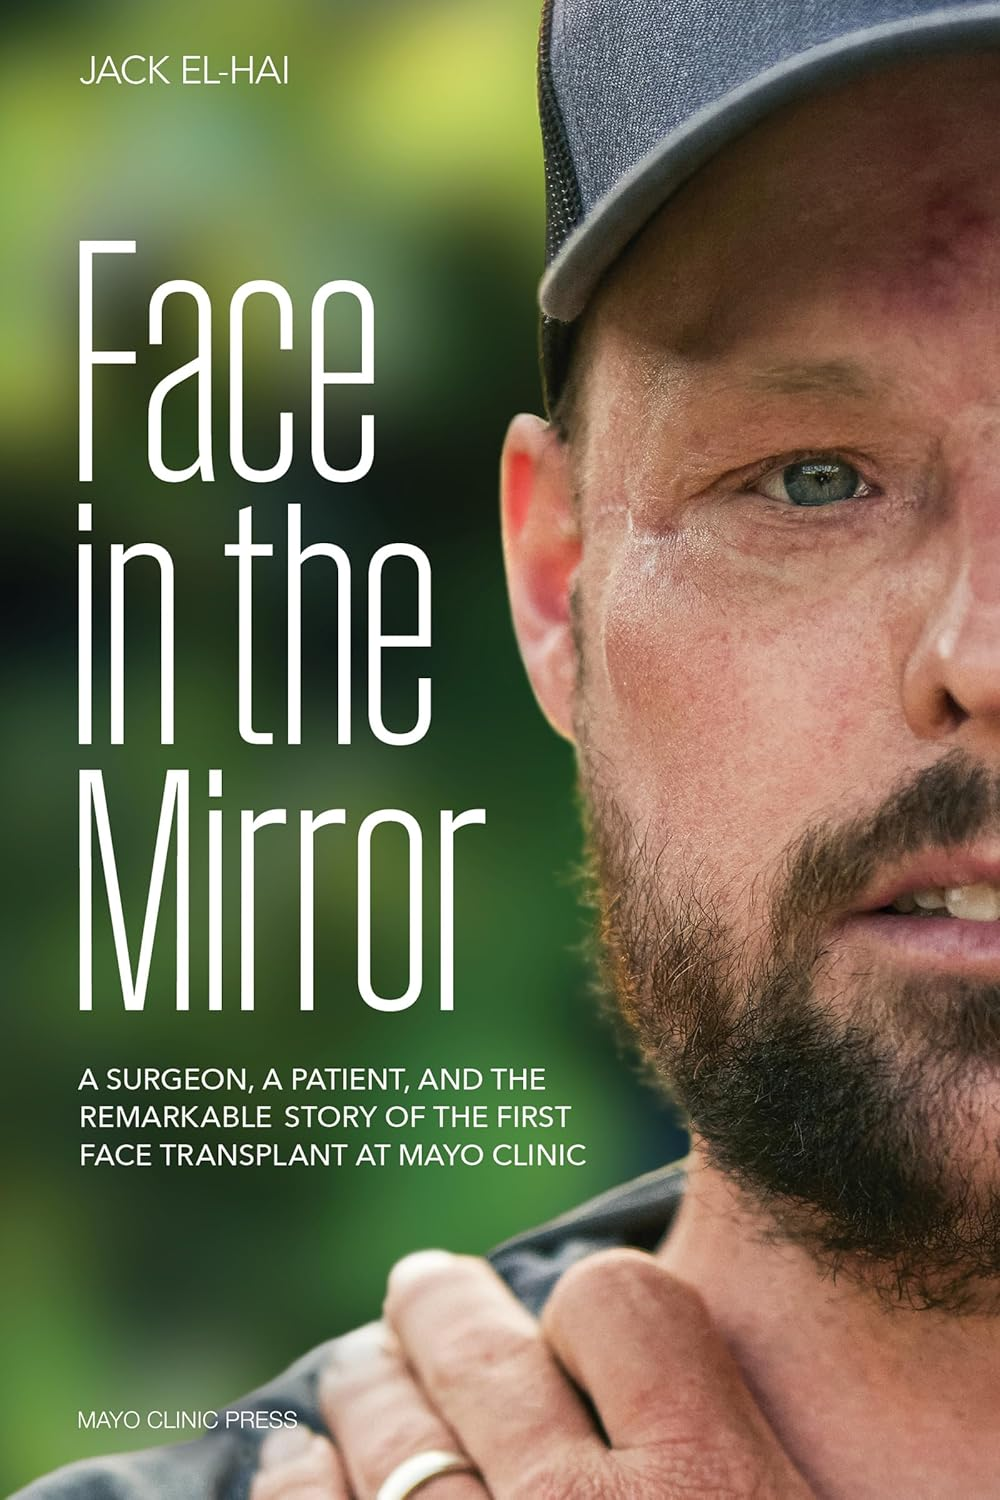 JACK EL-HAI
Face
in the
Mirror
A SURGEON, A PATIENT, AND THE
REMARKABLE STORY OF THE FIRST
FACE TRANSPLANT AT MAYO CLINIC
MAYO CLINIC PRESS